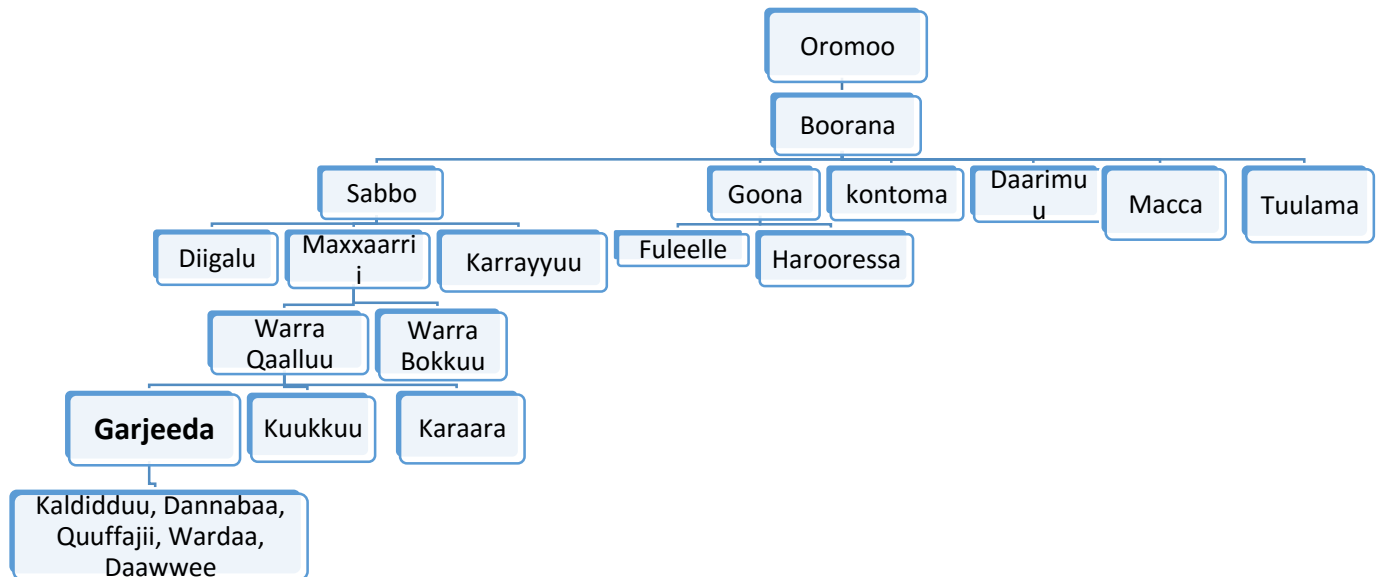 Oromoo
Boorana
Sabbo
Goona
kontoma
Daarimu
u
Macca
Tuulama
Diigalu
Maxxaarri
i
Karrayyuu
Fuleelle
Harooressa
Warra
Qaalluu
Warra
Bokkuu
Garjeeda
Kuukkuu
Karaara
Kaldidduu, Dannabaa,
Quuffajii, Wardaa,
Daawwee